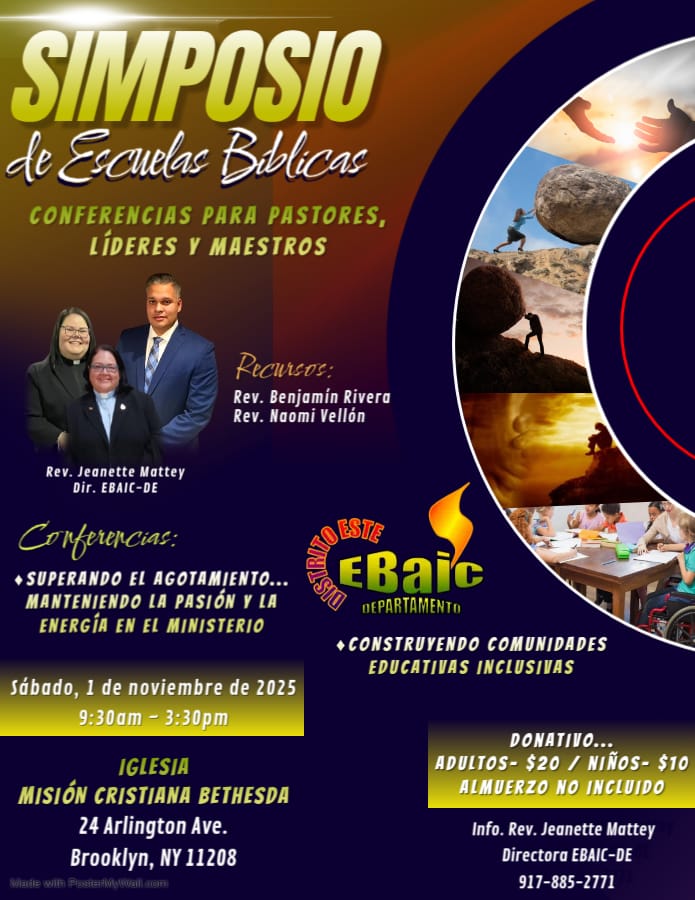 SIMPOSIO
de Escuelas Bíblicas
CONFERENCIAS PARA PASTORES,
LÍDERES Y MAESTROS
Recursos:
Rev. Benjamín Rivera
Rev. Naomi Vellón
Rev. Jeanette Mattey
Dir. EBAIC-DE
Conferencias:
♦SUPERANDO EL AGOTAMIENTO...
MANTENIENDO LA PASIÓN Y LA
ENERGÍA EN EL MINISTERIO
DISTRITO ESTE
EBaic
DEPARTAMENTO
♦CONSTRUYENDO COMUNIDADES
EDUCATIVAS INCLUSIVAS
Sábado, 1 de noviembre de 2025
9:30am - 3:30pm
IGLESIA
MISIÓN CRISTIANA BETHESDA
24 Arlington Ave.
Brooklyn, NY 11208
DONATIVO...
ADULTOS- $20 / NIÑOS- $10
ALMUERZO NO INCLUIDO
Info. Rev. Jeanette Mattey
Directora EBAIC-DE
917-885-2771
Made with PosterMyWall.com